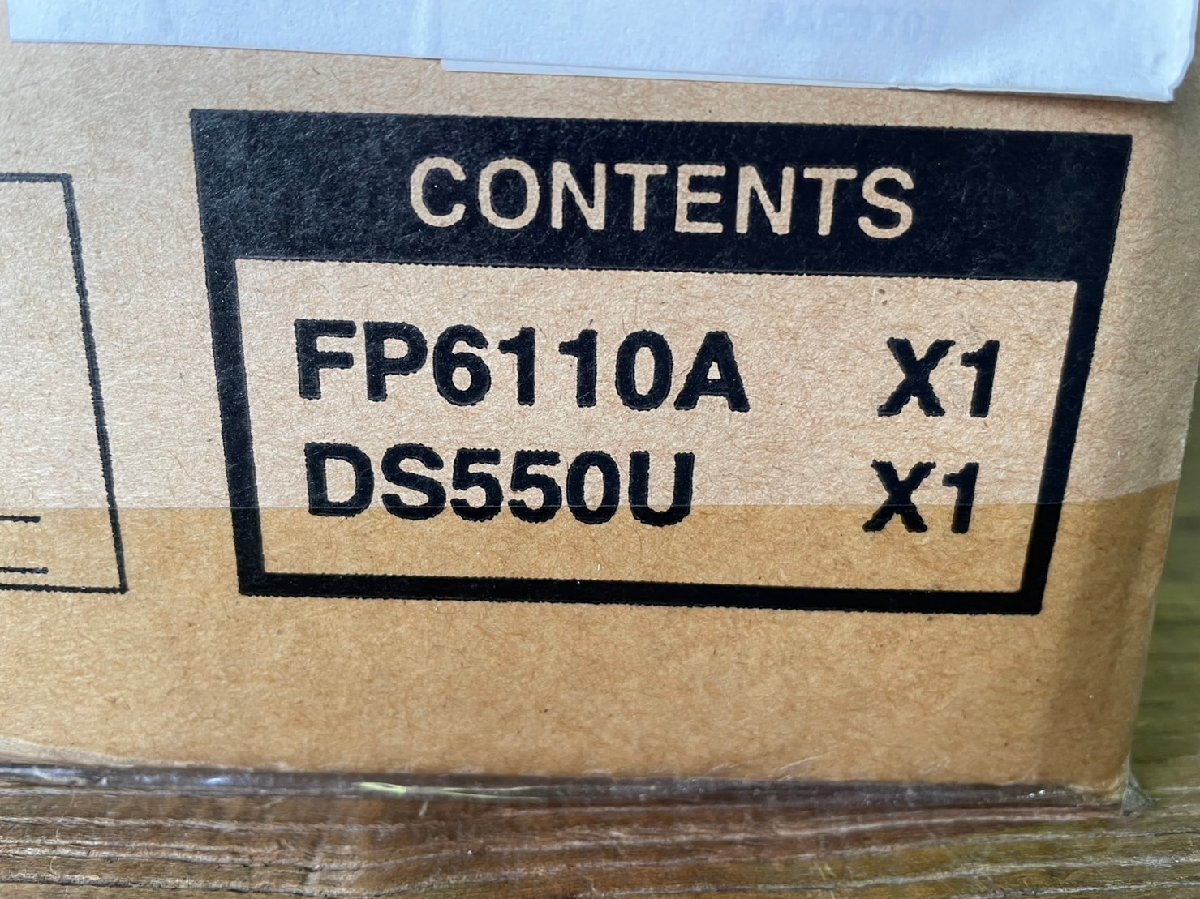 CONTENTS
FP6110A X1
DS550U X1